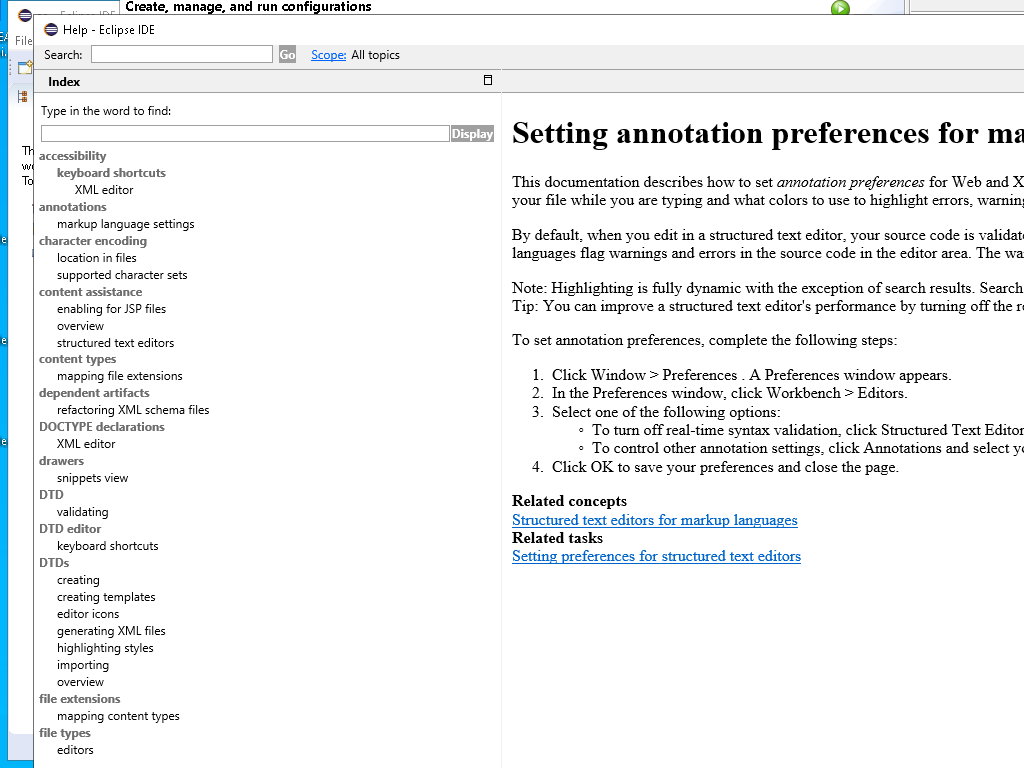 Create, manage, and run configurations
File
Help - Eclipse IDE
Search:
Go
Scope: All topics
Index
Type in the word to find:
Display
accessibility
keyboard shortcuts
XML editor
annotations
markup language settings
character encoding
location in files
supported character sets
content assistance
enabling for JSP files
overview
structured text editors
content types
mapping file extensions
dependent artifacts
refactoring XML schema files
DOCTYPE declarations
XML editor
drawers
snippets view
DTD
validating
DTD editor
keyboard shortcuts
DTDs
creating
creating templates
editor icons
generating XML files
highlighting styles
importing
overview
file extensions
mapping content types
file types
editors
Setting annotation preferences for ma
This documentation describes how to set annotation preferences for Web and X
your file while you are typing and what colors to use to highlight errors, warning
By default, when you edit in a structured text editor, your source code is validate
languages flag warnings and errors in the source code in the editor area. The wa
Note: Highlighting is fully dynamic with the exception of search results. Search
Tip: You can improve a structured text editor's performance by turning off the re
To set annotation preferences, complete the following steps:
1. Click Window > Preferences . A Preferences window appears.
2. In the Preferences window, click Workbench > Editors.
3. Select one of the following options:
◦ To turn off real-time syntax validation, click Structured Text Editor
◦ To control other annotation settings, click Annotations and select yo
4. Click OK to save your preferences and close the page.
Related concepts
Structured text editors for markup languages
Related tasks
Setting preferences for structured text editors